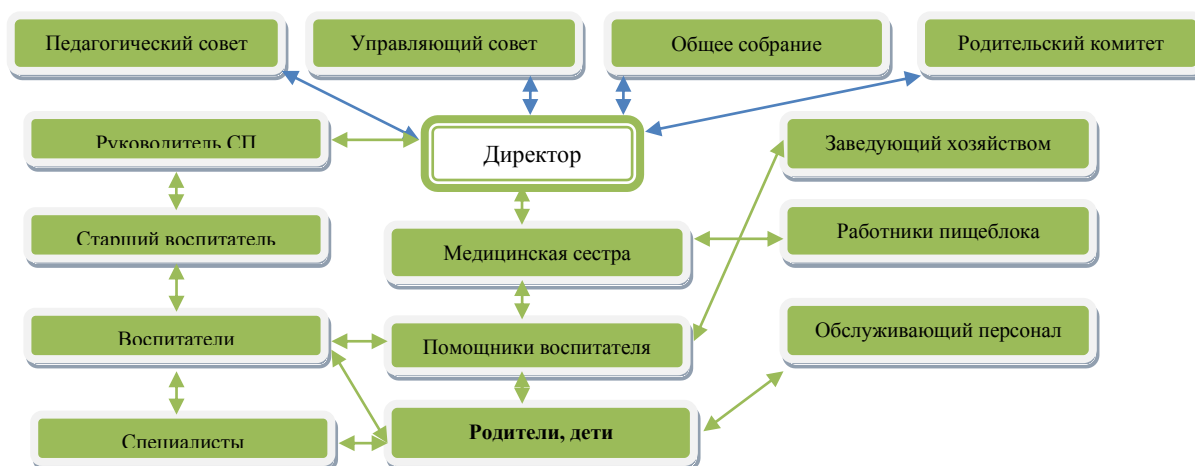 Педагогический совет
Управляющий совет
Общее собрание
Родительский комитет
Руководитель СП
Директор
Заведующий хозяйством
Старший воспитатель
Медицинская сестра
Работники пищеблока
Воспитатели
Помощники воспитателя
Обслуживающий персонал
Специалисты
Родители, дети